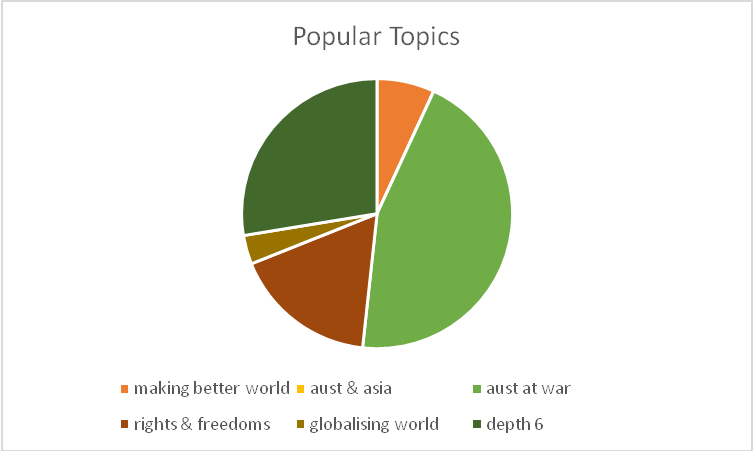 Popular Topics
making better world aust & asia aust at war
rights & freedoms globalising world depth 6